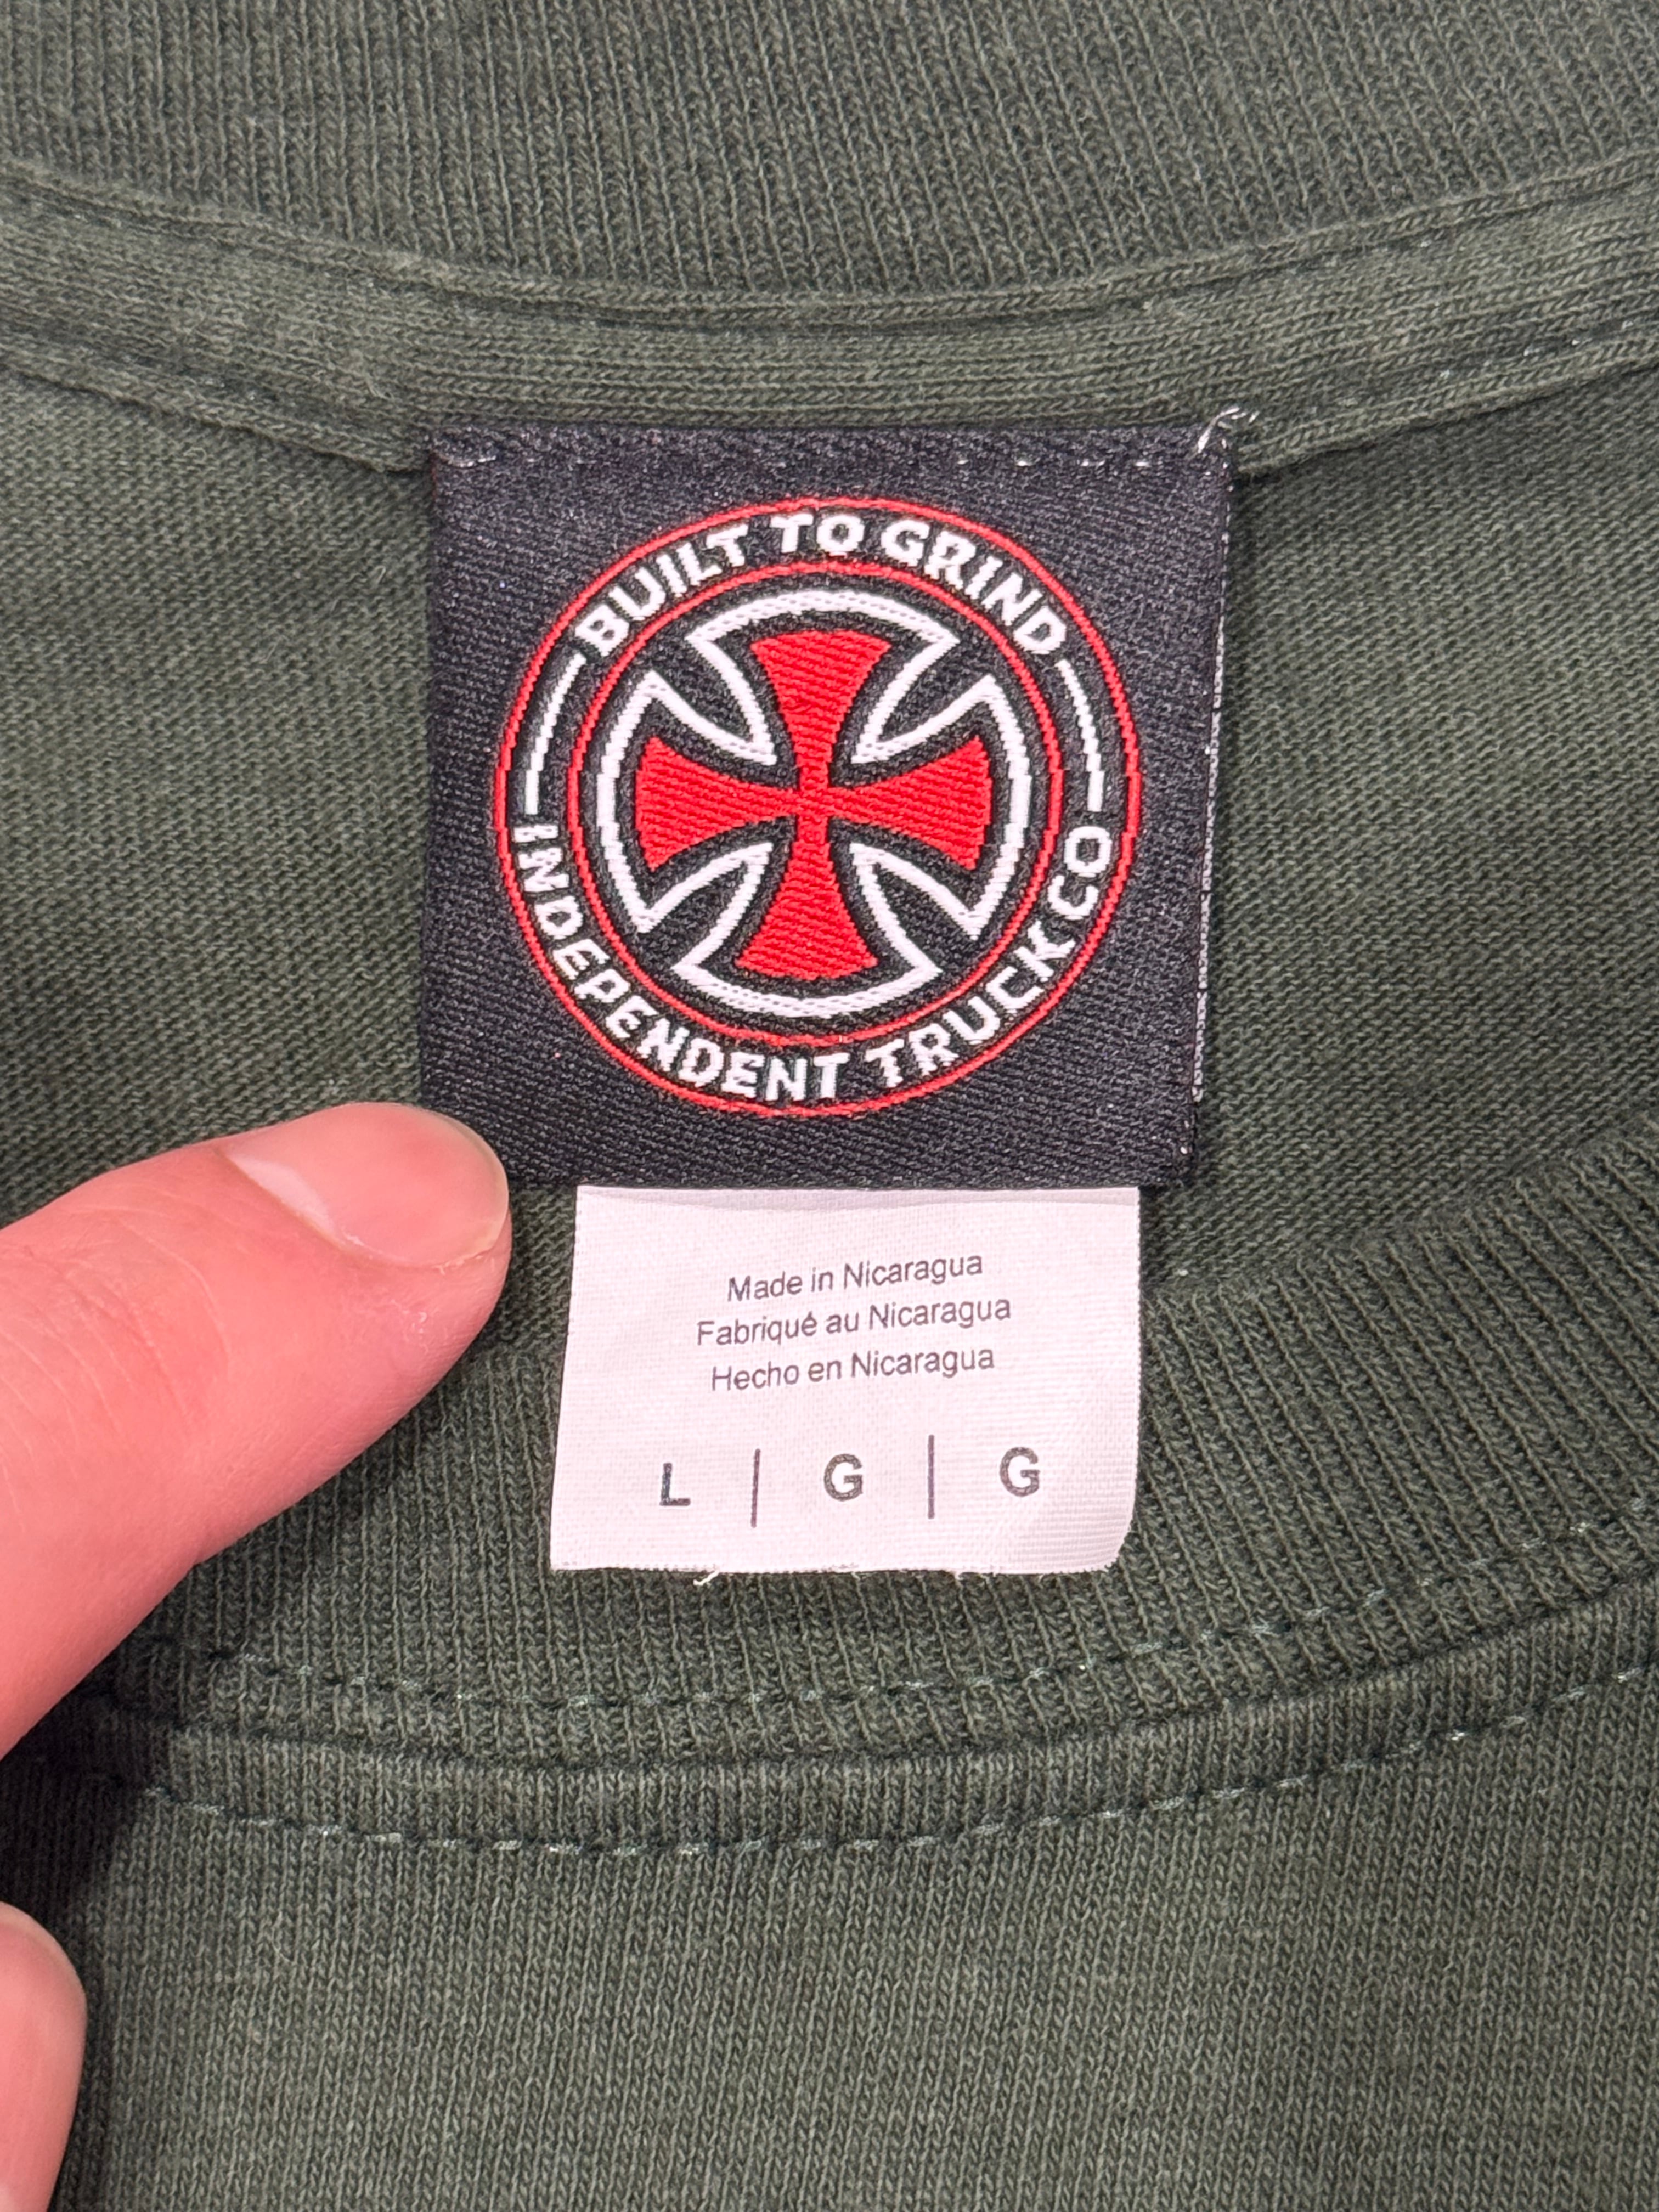 BUILT TO GRIND
INDEPENDENT TRUCK CO
Made in Nicaragua
Fabriqué au Nicaragua
Hecho en Nicaragua
L | G | G